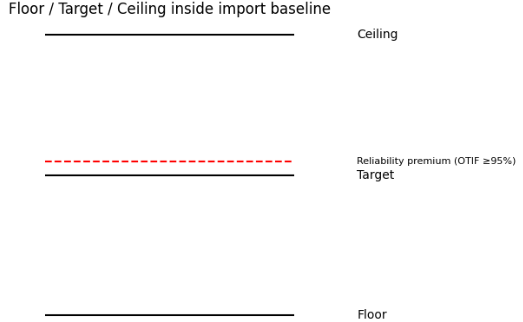 Floor / Target / Ceiling inside import baseline
Ceiling
Reliability premium (OTIF ≥95%)
Target
Floor